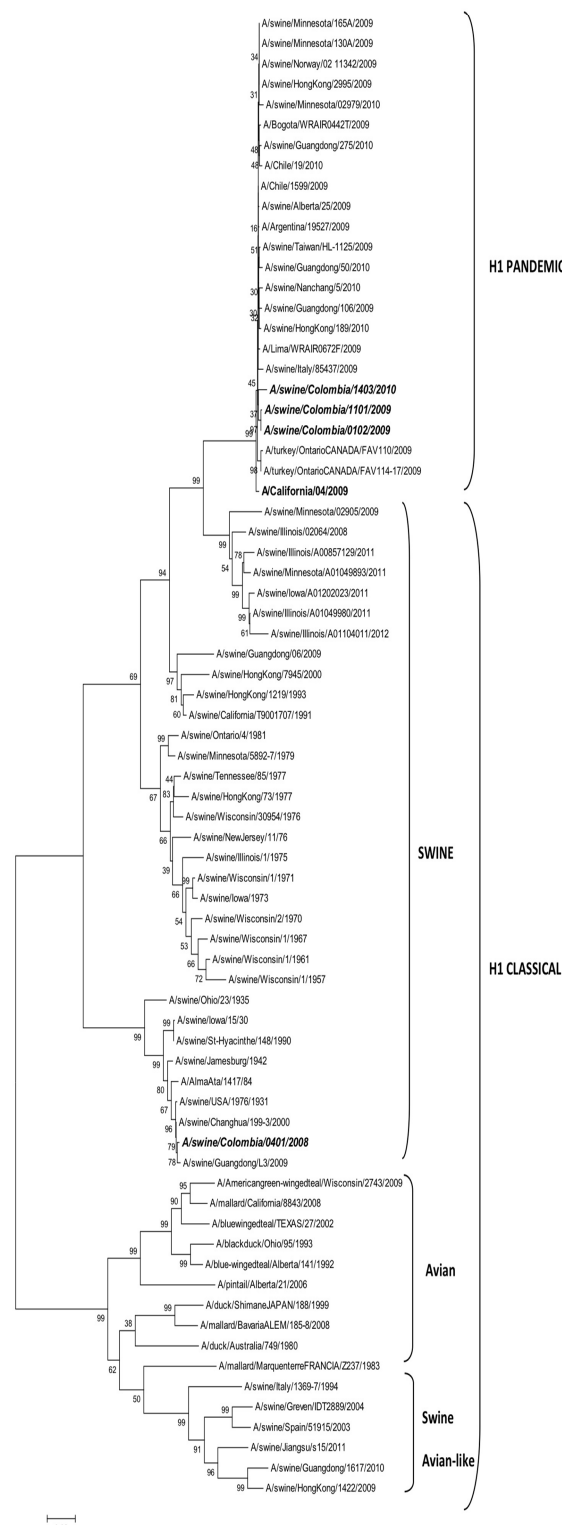 A/swine/Minnesota/165A/2009
A/swine/Minnesota/130A/2009
34
A/swine/Norway/02 11342/2009
A/swine/HongKong/2995/2009
31
A/swine/Minnesota/02979/2010
A/Bogota/WRAIR0442T/2009
A/swine/Guangdong/275/2010
48
A/Chile/19/2010
48
A/Chile/1599/2009
A/swine/Alberta/25/2009
A/Argentina/19527/2009
16
A/swine/Taiwan/HL-1125/2009
51
A/swine/Guangdong/50/2010
H1 PANDEMIC
A/swine/Nanchang/5/2010
30
A/swine/Guangdong/106/2009
30
32
A/swine/HongKong/189/2010
A/Lima/WRAIR0672F/2009
A/swine/Italy/85437/2009
45
A/swine/Colombia/1403/2010
A/swine/Colombia/1101/2009
37
A/swine/Colombia/0102/2009
97
99
A/turkey/OntarioCANADA/FAV110/2009
A/turkey/OntarioCANADA/FAV114-17/2009
98
A/California/04/2009
99
A/swine/Minnesota/02905/2009
A/swine/Illinois/02064/2008
99
A/swine/Illinois/A00857129/2011
78
54
A/swine/Minnesota/A01049893/2011
94
A/swine/Iowa/A01202023/2011
99
A/swine/Illinois/A01049980/2011
99
A/swine/Illinois/A01104011/2012
61
A/swine/Guangdong/06/2009
A/swine/HongKong/7945/2000
97
69
A/swine/HongKong/1219/1993
81
A/swine/California/T9001707/1991
60
A/swine/Ontario/4/1981
99
A/swine/Minnesota/5892-7/1979
A/swine/Tennessee/85/1977
44
67
83
A/swine/HongKong/73/1977
A/swine/Wisconsin/30954/1976
66
A/swine/NewJersey/11/76
A/swine/Illinois/1/1975
SWINE
39
A/swine/Wisconsin/1/1971
99
66
A/swine/Iowa/1973
A/swine/Wisconsin/2/1970
54
A/swine/Wisconsin/1/1967
53
A/swine/Wisconsin/1/1961
66
H1 CLASSICAL
A/swine/Wisconsin/1/1957
72
A/swine/Ohio/23/1935
A/swine/Iowa/15/30
99
99
A/swine/St-Hyacinthe/148/1990
A/swine/Jamesburg/1942
99
A/AlmaAta/1417/84
80
A/swine/USA/1976/1931
67
A/swine/Changhua/199-3/2000
96
A/swine/Colombia/0401/2008
79
A/swine/Guangdong/L3/2009
78
A/Americangreen-wingedteal/Wisconsin/2743/2009
95
A/mallard/California/8843/2008
90
A/bluewingedteal/TEXAS/27/2002
99
A/blackduck/Ohio/95/1993
99
A/blue-wingedteal/Alberta/141/1992
99
Avian
A/pintail/Alberta/21/2006
A/duck/ShimaneJAPAN/188/1999
99
99
A/mallard/BavariaALEM/185-8/2008
38
A/duck/Australia/749/1980
62
A/mallard/MarquenterreFRANCIA/Z237/1983
A/swine/Italy/1369-7/1994
50
A/swine/Greven/IDT2889/2004
99
99
Swine
A/swine/Spain/51915/2003
A/swine/Jiangsu/s15/2011
91
Avian-like
A/swine/Guangdong/1617/2010
96
A/swine/HongKong/1422/2009
99